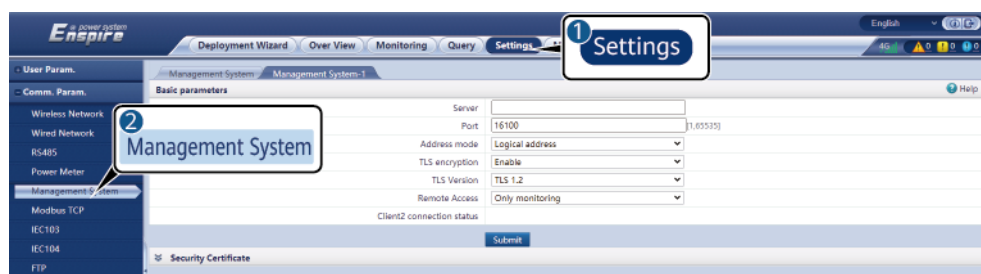 e power system
Enspire
English
Deployment Wizard Over View Monitoring Query Settings
1 Settings
4G 0 0 0
User Param.
Management System Management System-1
Comm. Param.
Basic parameters Help
Wireless Network
Server
2
Management System
Wired Network
Port 16100 [1,65535]
RS485
Address mode Logical address
Power Meter
TLS encryption Enable
TLS Version TLS 1.2
Management System
Remote Access Only monitoring
Modbus TCP
Client2 connection status
IEC103
Submit
IEC104
Security Certificate
FTP